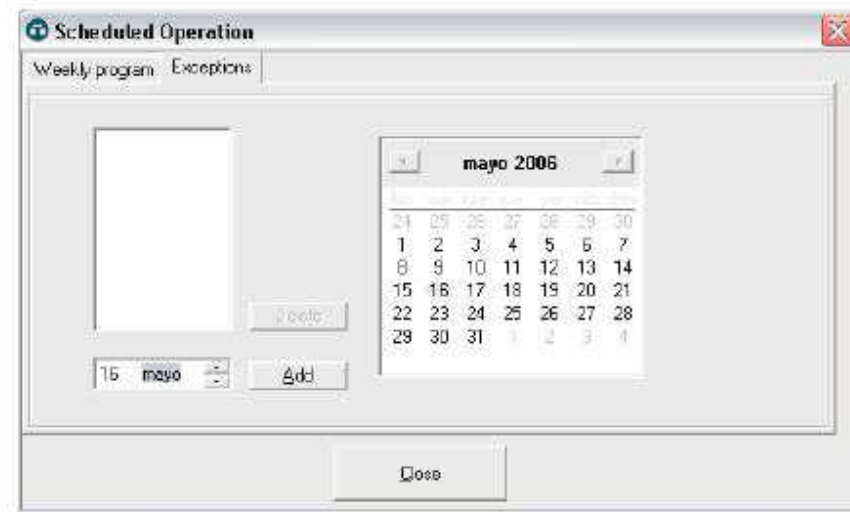 Scheduled Operation
Weekly program Exceptions
mayo 2006
24 25 26 27 28 29 30
1 2 3 4 5 6 7
8 9 10 11 12 13 14
15 16 17 18 19 20 21
22 23 24 25 26 27 28
29 30 31 1 2 3 4
Delete
16 mayo
Add
Close